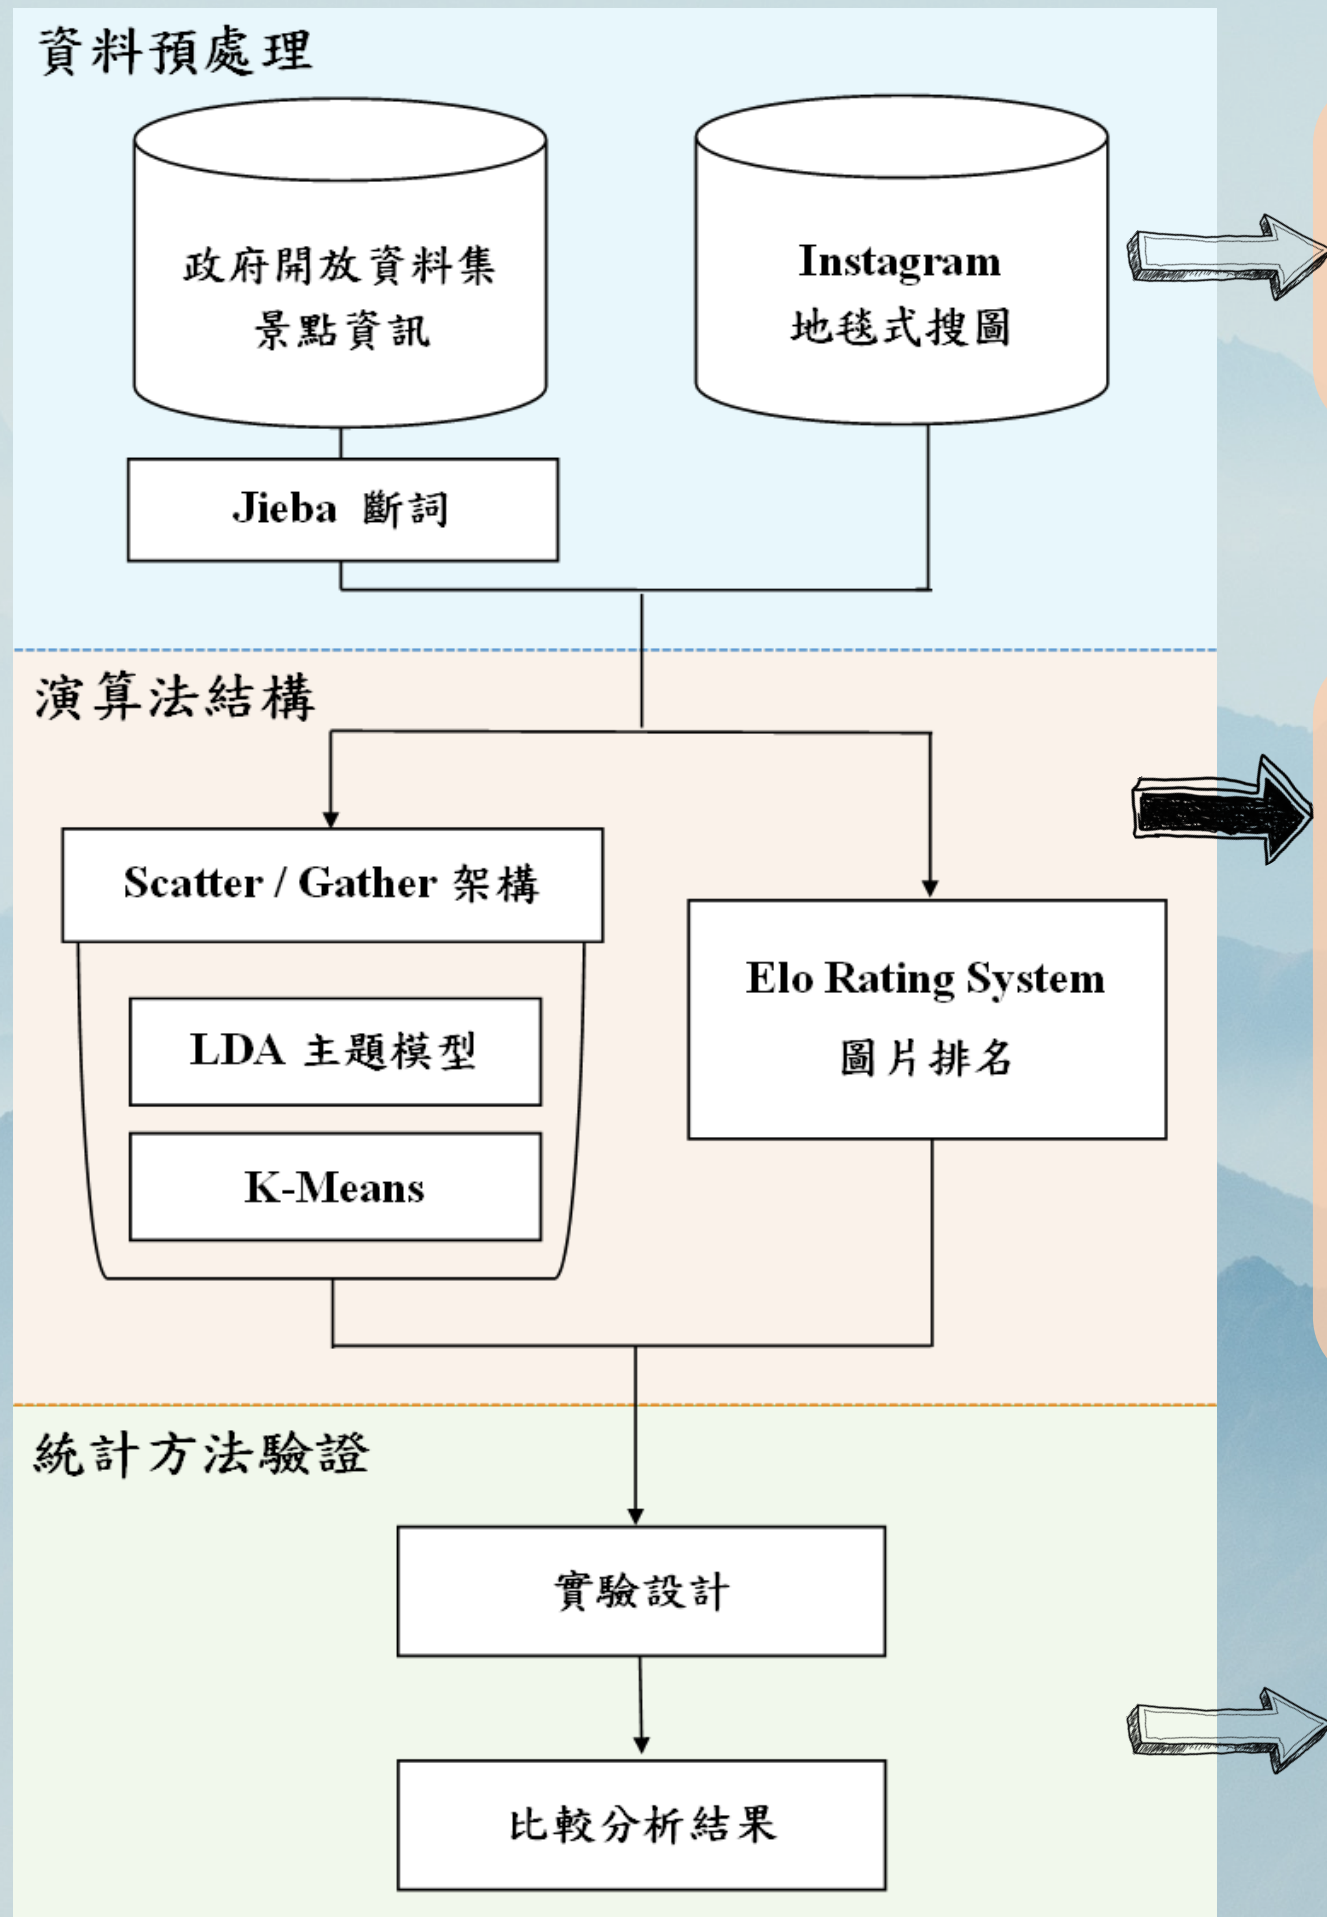 資料預處理
政府開放資料集
景點資訊
Instagram
地毯式搜圖
Jieba 斷詞
演算法結構
Scatter / Gather 架構
LDA 主題模型
K-Means
Elo Rating System
圖片排名
統計方法驗證
實驗設計
比較分析結果